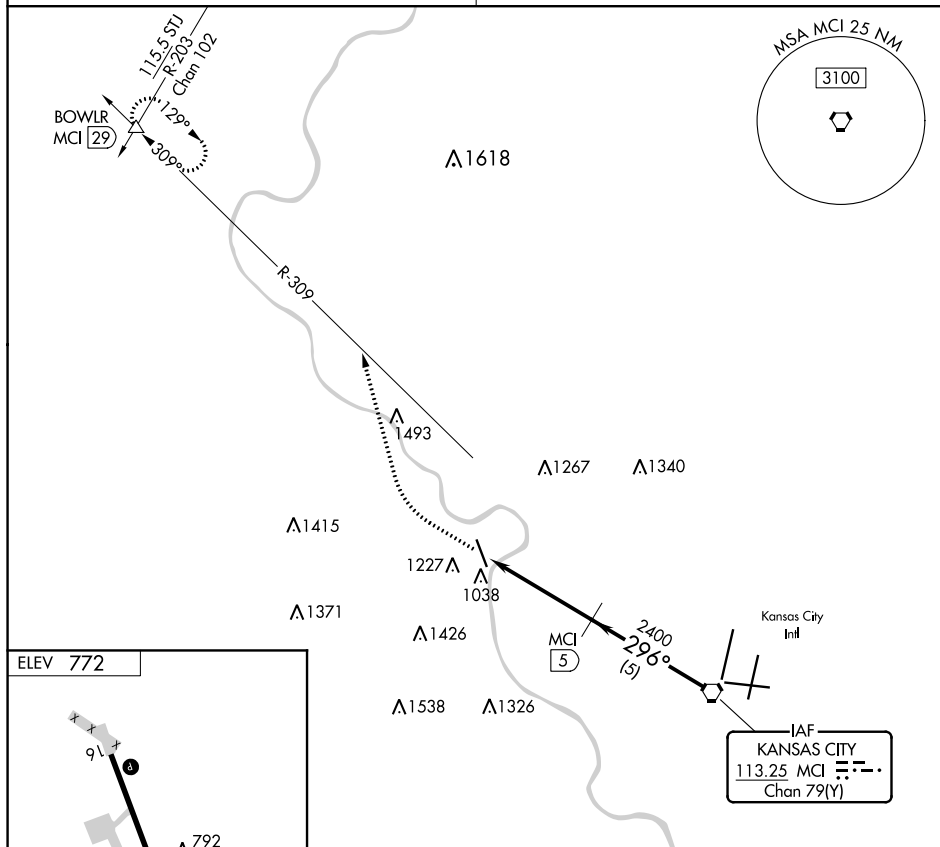 115.5 STJ
R-203
Chan 102
BOWLR
MCI 29
129°
309°
R-309
MSA MCI 25 NM
3100
1618
1493
1267
1340
1415
1227
1038
1371
1426
1538
1326
MCI
5
2400
296°
(5)
Kansas City
Intl
IAF
KANSAS CITY
113.25 MCI
Chan 79(Y)
ELEV 772
16
P
792